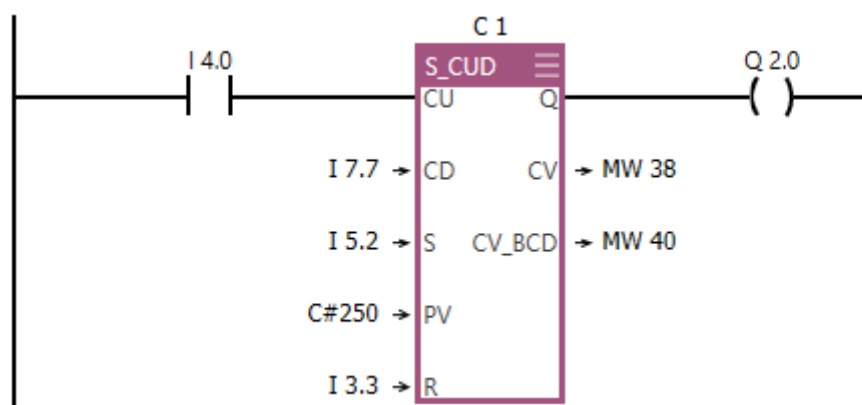 C 1
I 4.0
S_CUD
Q 2.0
CU
Q
I 7.7
CD
CV
MW 38
I 5.2
S
CV_BCD
MW 40
C#250
PV
I 3.3
R